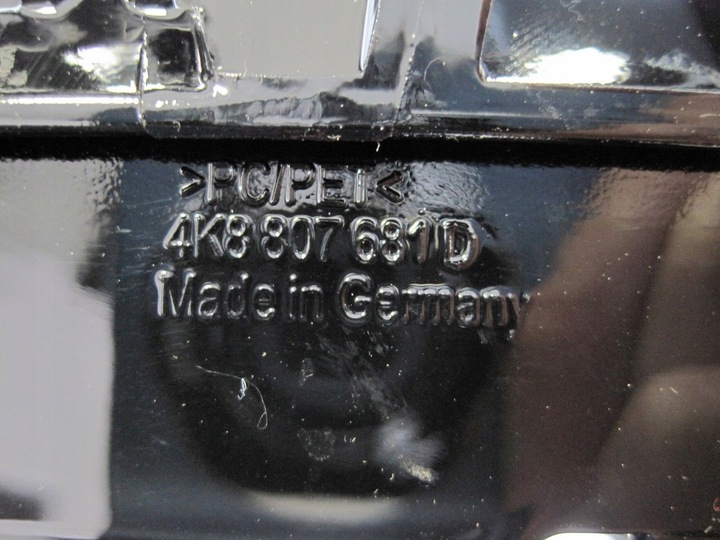 >PC/PET<
4K8 807 681 D
Made in Germany